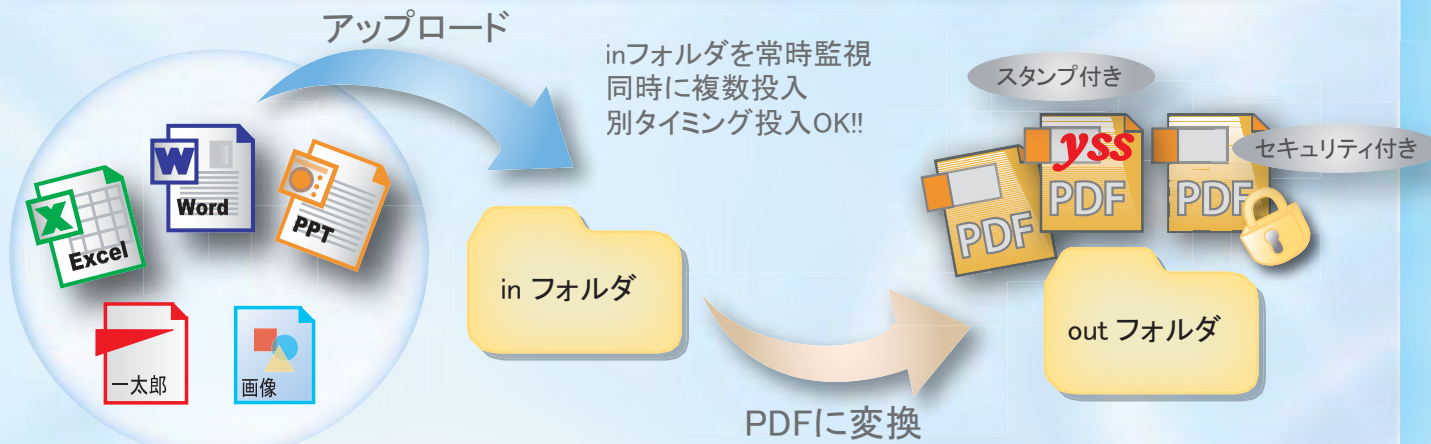 アップロード
inフォルダを常時監視
同時に複数投入
別タイミング投入OK!!
スタンプ付き
セキュリティ付き
W
Word
X
Excel
PPT
一太郎
画像
in フォルダ
yss
PDF
PDF
PDF
out フォルダ
PDFに変換